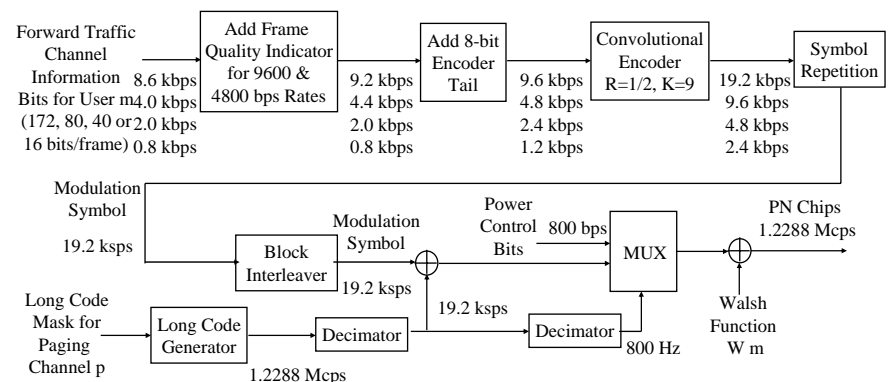 Forward Traffic
Channel
Information
Bits for User m
(172, 80, 40 or
16 bits/frame)
8.6 kbps
4.0 kbps
2.0 kbps
0.8 kbps
Add Frame
Quality Indicator
for 9600 &
4800 bps Rates
9.2 kbps
4.4 kbps
2.0 kbps
0.8 kbps
Add 8-bit
Encoder
Tail
9.6 kbps
4.8 kbps
2.4 kbps
1.2 kbps
Convolutional
Encoder
R=1/2, K=9
19.2 kbps
9.6 kbps
4.8 kbps
2.4 kbps
Symbol
Repetition
Modulation
Symbol
19.2 ksps
Block
Interleaver
Modulation
Symbol
19.2 ksps
Power
Control
Bits
800 bps
MUX
PN Chips
1.2288 Mcps
Long Code
Mask for
Paging
Channel p
Long Code
Generator
1.2288 Mcps
Decimator
19.2 ksps
Decimator
800 Hz
Walsh
Function
W m